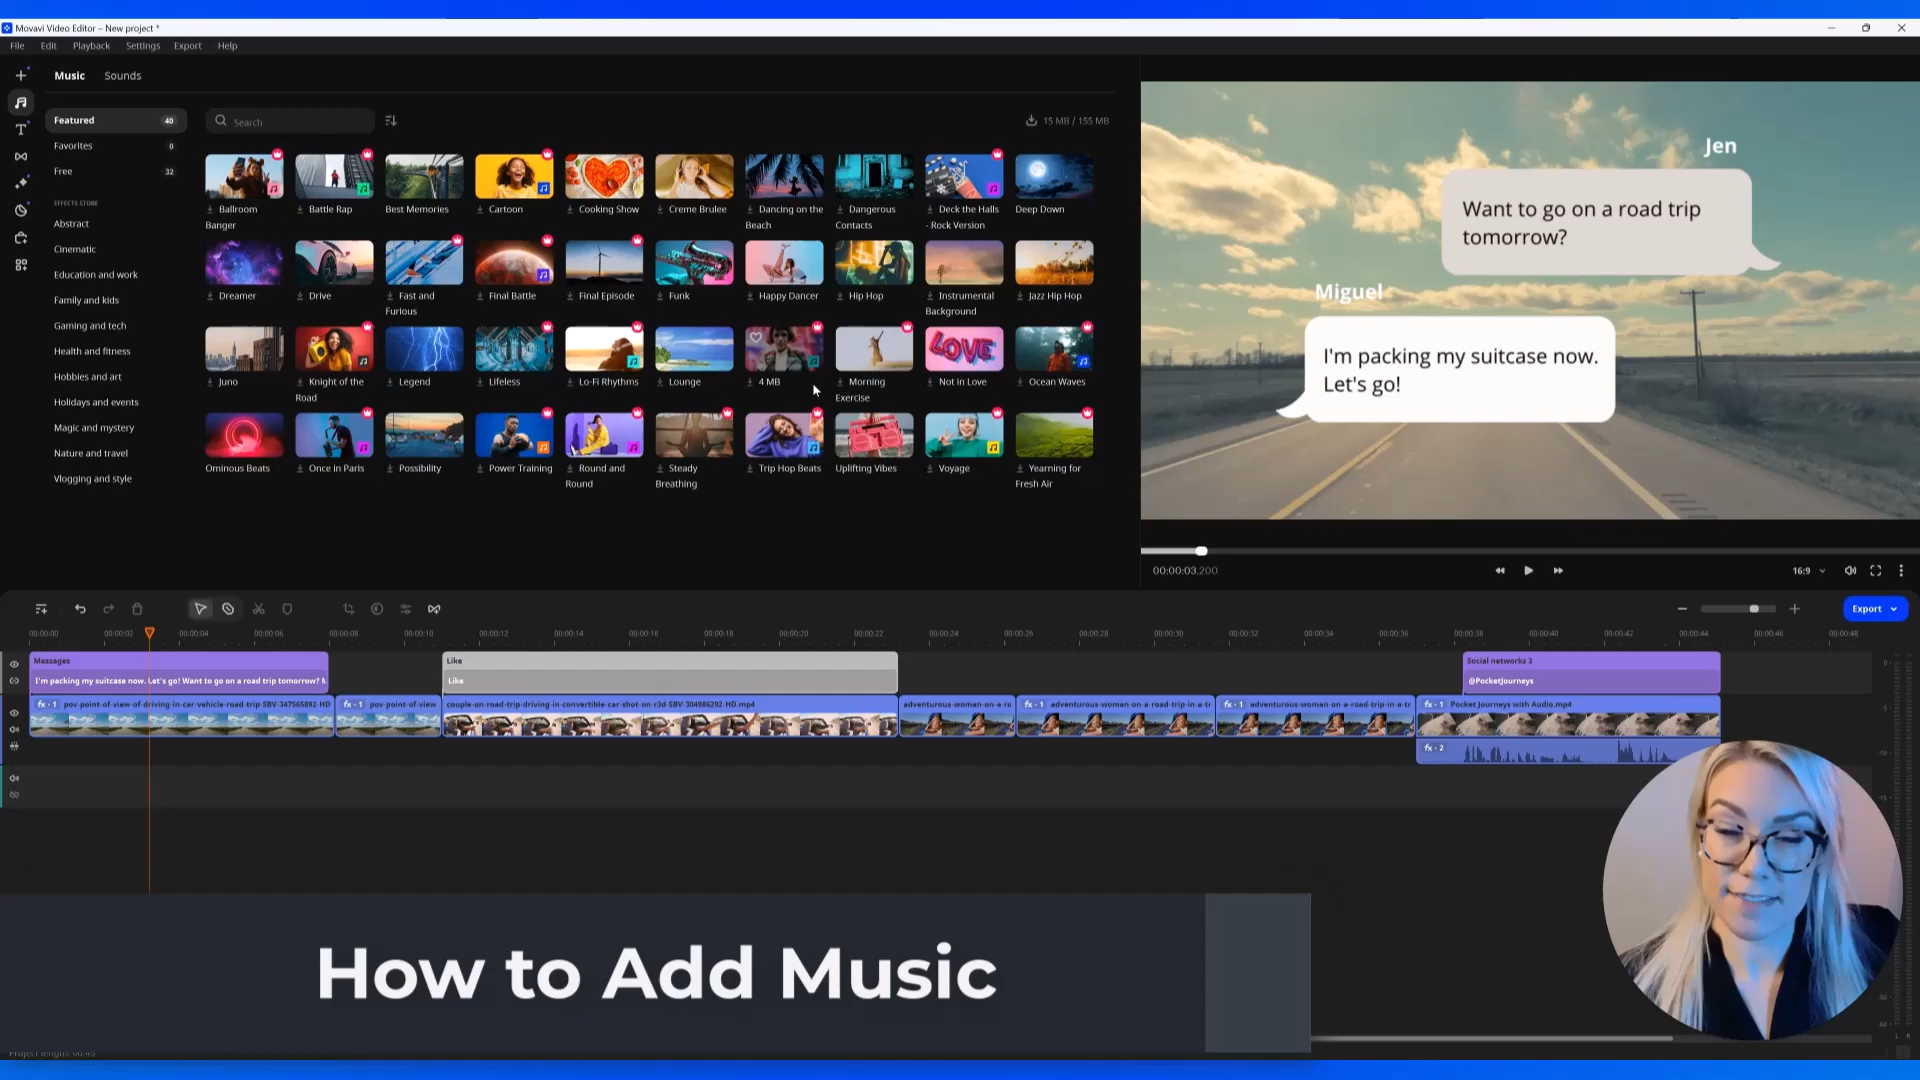 Movavi Video Editor – New project *
File Edit Playback Settings Export Help
Music Sounds
Featured 40
Favorites 0
Free 32
EFFECTS STORE
Abstract
Cinematic
Education and work
Family and kids
Gaming and tech
Health and fitness
Hobbies and art
Holidays and events
Magic and mystery
Nature and travel
Vlogging and style
Search
15 MB / 155 MB
Ballroom Banger
Battle Rap
Best Memories
Cartoon
Cooking Show
Creme Brulee
Dancing on the Beach
Dangerous Contacts
Deck the Halls - Rock Version
Deep Down
Dreamer
Drive
Fast and Furious
Final Battle
Final Episode
Funk
Happy Dancer
Hip Hop
Instrumental Background
Jazz Hip Hop
Juno
Knight of the Road
Legend
Lifeless
Lo-Fi Rhythms
Lounge
4 MB
Morning Exercise
LOVE
Not in Love
Ocean Waves
Ominous Beats
Once in Paris
Possibility
Power Training
Round and Round
Steady Breathing
Trip Hop Beats
Uplifting Vibes
Voyage
Yearning for Fresh Air
Jen
Want to go on a road trip
tomorrow?
Miguel
I'm packing my suitcase now.
Let's go!
00:00:03.200
16:9
Export
00:00:00 00:00:02 00:00:04 00:00:06 00:00:08 00:00:10 00:00:12 00:00:14 00:00:16 00:00:18 00:00:20 00:00:22 00:00:24 00:00:26 00:00:28 00:00:30 00:00:32 00:00:34 00:00:36 00:00:38 00:00:40 00:00:42 00:00:44 00:00:46 00:00:48
Messages Like Social networks 3
I'm packing my suitcase now. Let's go! Want to go on a road trip tomorrow? Like @PocketJourneys
fx · 1 pov-point-of-view-of-driving-in-car-vehicle-road-trip-SBV-347565892-HD fx · 1 pov-point-of-view couple-on-road-trip-driving-in-convertible-car-shot-on-r3d-SBV-304986292-HD.mp4 adventurous-woman-on-a-ro fx · 1 adventurous-woman-on-a-road-trip-in-a-tr fx · 1 adventurous-woman-on-a-road-trip-in-a-tr fx · 1 Pocket Journeys with Audio.mp4
fx · 2
How to Add Music
Project length: 00:45